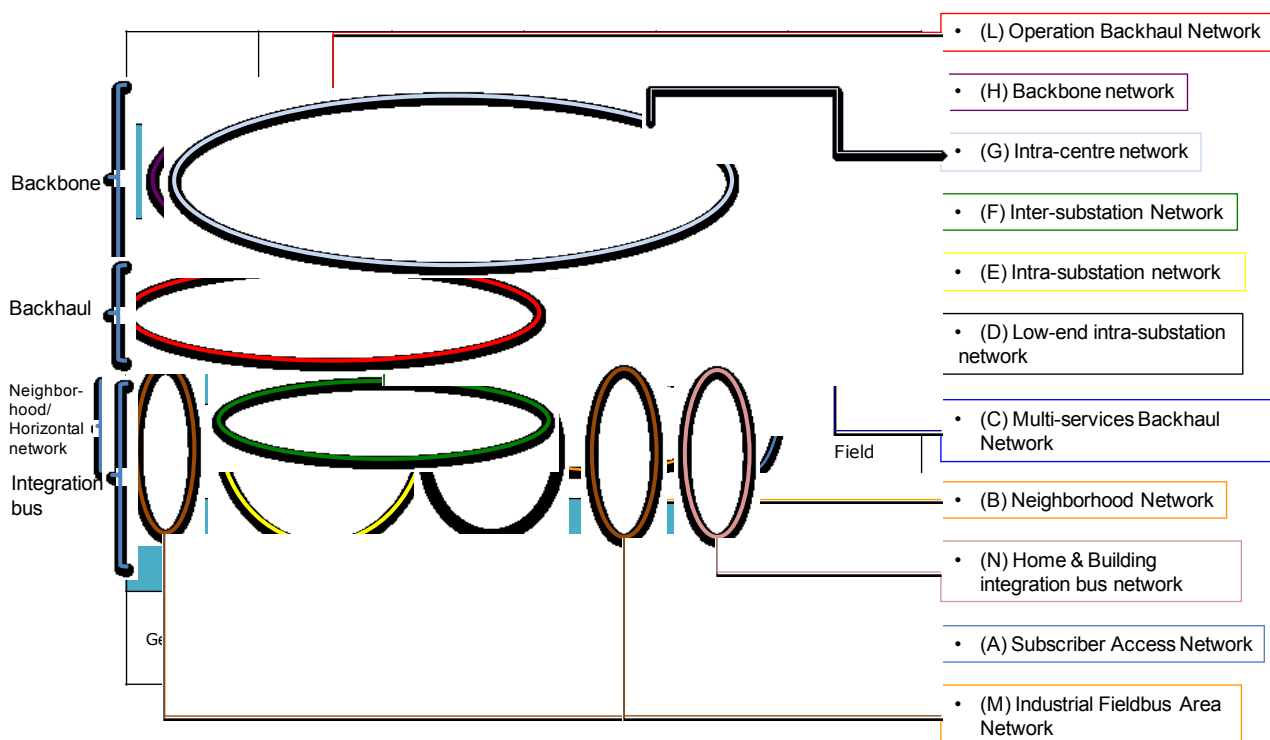 Backbone
Backhaul
Neighbor-
hood/
Horizontal
network
Integration
bus
Field
Ge
• (L) Operation Backhaul Network
• (H) Backbone network
• (G) Intra-centre network
• (F) Inter-substation Network
• (E) Intra-substation network
• (D) Low-end intra-substation
network
• (C) Multi-services Backhaul
Network
• (B) Neighborhood Network
• (N) Home & Building
integration bus network
• (A) Subscriber Access Network
• (M) Industrial Fieldbus Area
Network